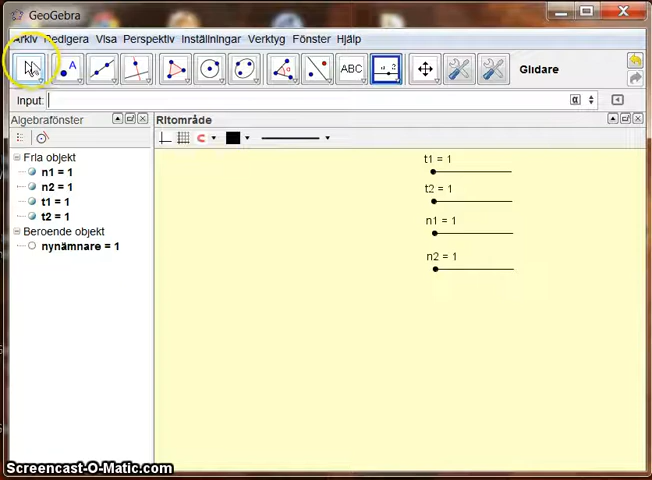 GeoGebra
Arkiv Redigera Visa Perspektiv Inställningar Verktyg Fönster Hjälp
A ABC a=2 Glidare
Input: α
Algebrafönster Ritområde
Fria objekt
n1 = 1
n2 = 1
t1 = 1
t2 = 1
Beroende objekt
nynämnare = 1
t1 = 1
t2 = 1
n1 = 1
n2 = 1
Screencast-O-Matic.com